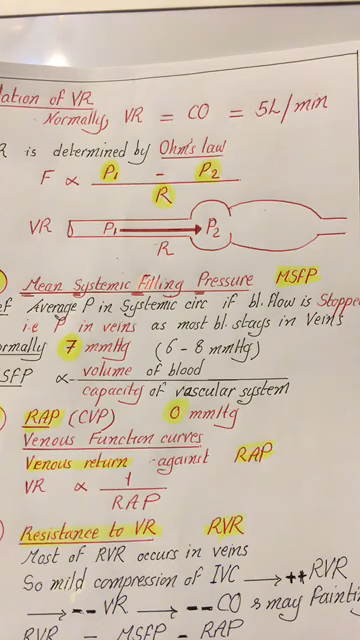 lation of VR
Normally, VR = CO = 5L/min
R is determined by Ohm's law
F ∝ P1 - P2
R
VR P1 → P2
R
Mean Systemic Filling Pressure MSFP
ef Average P in Systemic circ if bl. flow is Stoppe
i.e P in veins as most bl. stays in Veins
ormally 7 mmHg (6 - 8 mmHg)
SFP ∝ volume of blood
capacity of vascular system
RAP (CVP) 0 mmHg
Venous Function curves
Venous return against RAP
VR ∝ 1
RAP
Resistance to VR RVR
Most of RVR occurs in veins
So mild compression of IVC → ++ RVR
→ -- VR → -- CO & may Fainti
RVR = MSFP - RAP